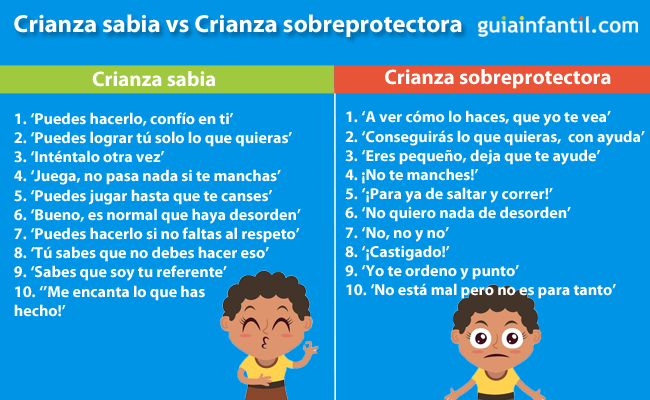 Crianza sabia vs Crianza sobreprotectora
guiainfantil.com
Crianza sabia
1. ‘Puedes hacerlo, confío en ti’
2. ‘Puedes lograr tú solo lo que quieras’
3. ‘Inténtalo otra vez’
4. ‘Juega, no pasa nada si te manchas’
5. ‘Puedes jugar hasta que te canses’
6. ‘Bueno, es normal que haya desorden’
7. ‘Puedes hacerlo si no faltas al respeto’
8. ‘Tú sabes que no debes hacer eso’
9. ‘Sabes que soy tu referente’
10. ‘’Me encanta lo que has
hecho!’
Crianza sobreprotectora
1. ‘A ver cómo lo haces, que yo te vea’
2. ‘Conseguirás lo que quieras, con ayuda’
3. ‘Eres pequeño, deja que te ayude’
4. ¡No te manches!’
5. ‘¡Para ya de saltar y correr!’
6. ‘No quiero nada de desorden’
7. ‘No, no y no’
8. ‘¡Castigado!’
9. ‘Yo te ordeno y punto’
10. ‘No está mal pero no es para tanto’